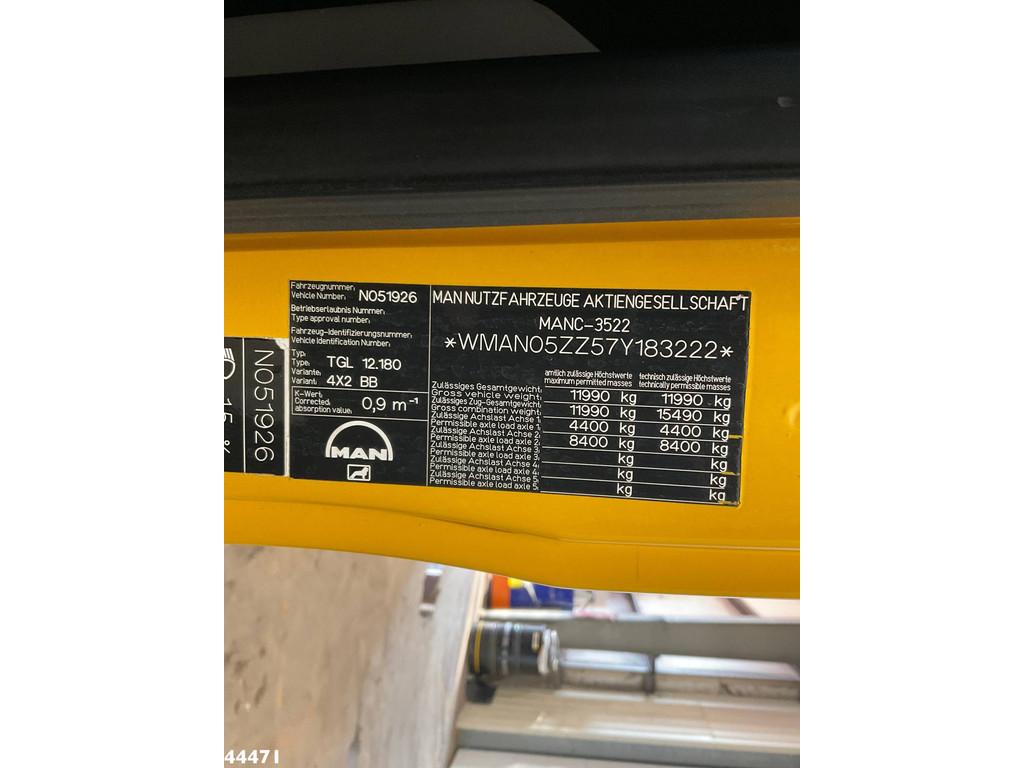 Fahrzeugnummer:
Vehicle Number: N051926
Betriebserlaubnis Nummer:
Type approval number:
Fahrzeug-Identifizierungsnummer:
Vehicle Identification Number:
Typ:
Type: TGL 12.180
Variante:
Variant: 4X2 BB
K-Wert:
Corrected absorption value: 0,9 m⁻¹
MAN
MAN NUTZFAHRZEUGE AKTIENGESELLSCHAFT
MANC-3522
*WMAN05ZZ57Y183222*
amtlich zulässige Höchstwerte technisch zulässige Höchstwerte
maximum permitted masses technically permissible masses
Zulässiges Gesamtgewicht:
Gross vehicle weight: 11990 kg 11990 kg
Zulässiges Zug-Gesamtgewicht:
Gross combination weight: 11990 kg 15490 kg
Zulässige Achslast Achse 1:
Permissible axle load axle 1: 4400 kg 4400 kg
Zulässige Achslast Achse 2:
Permissible axle load axle 2: 8400 kg 8400 kg
Zulässige Achslast Achse 3:
Permissible axle load axle 3: kg kg
Zulässige Achslast Achse 4:
Permissible axle load axle 4: kg kg
Zulässige Achslast Achse 5:
Permissible axle load axle 5: kg kg
N051926
44471